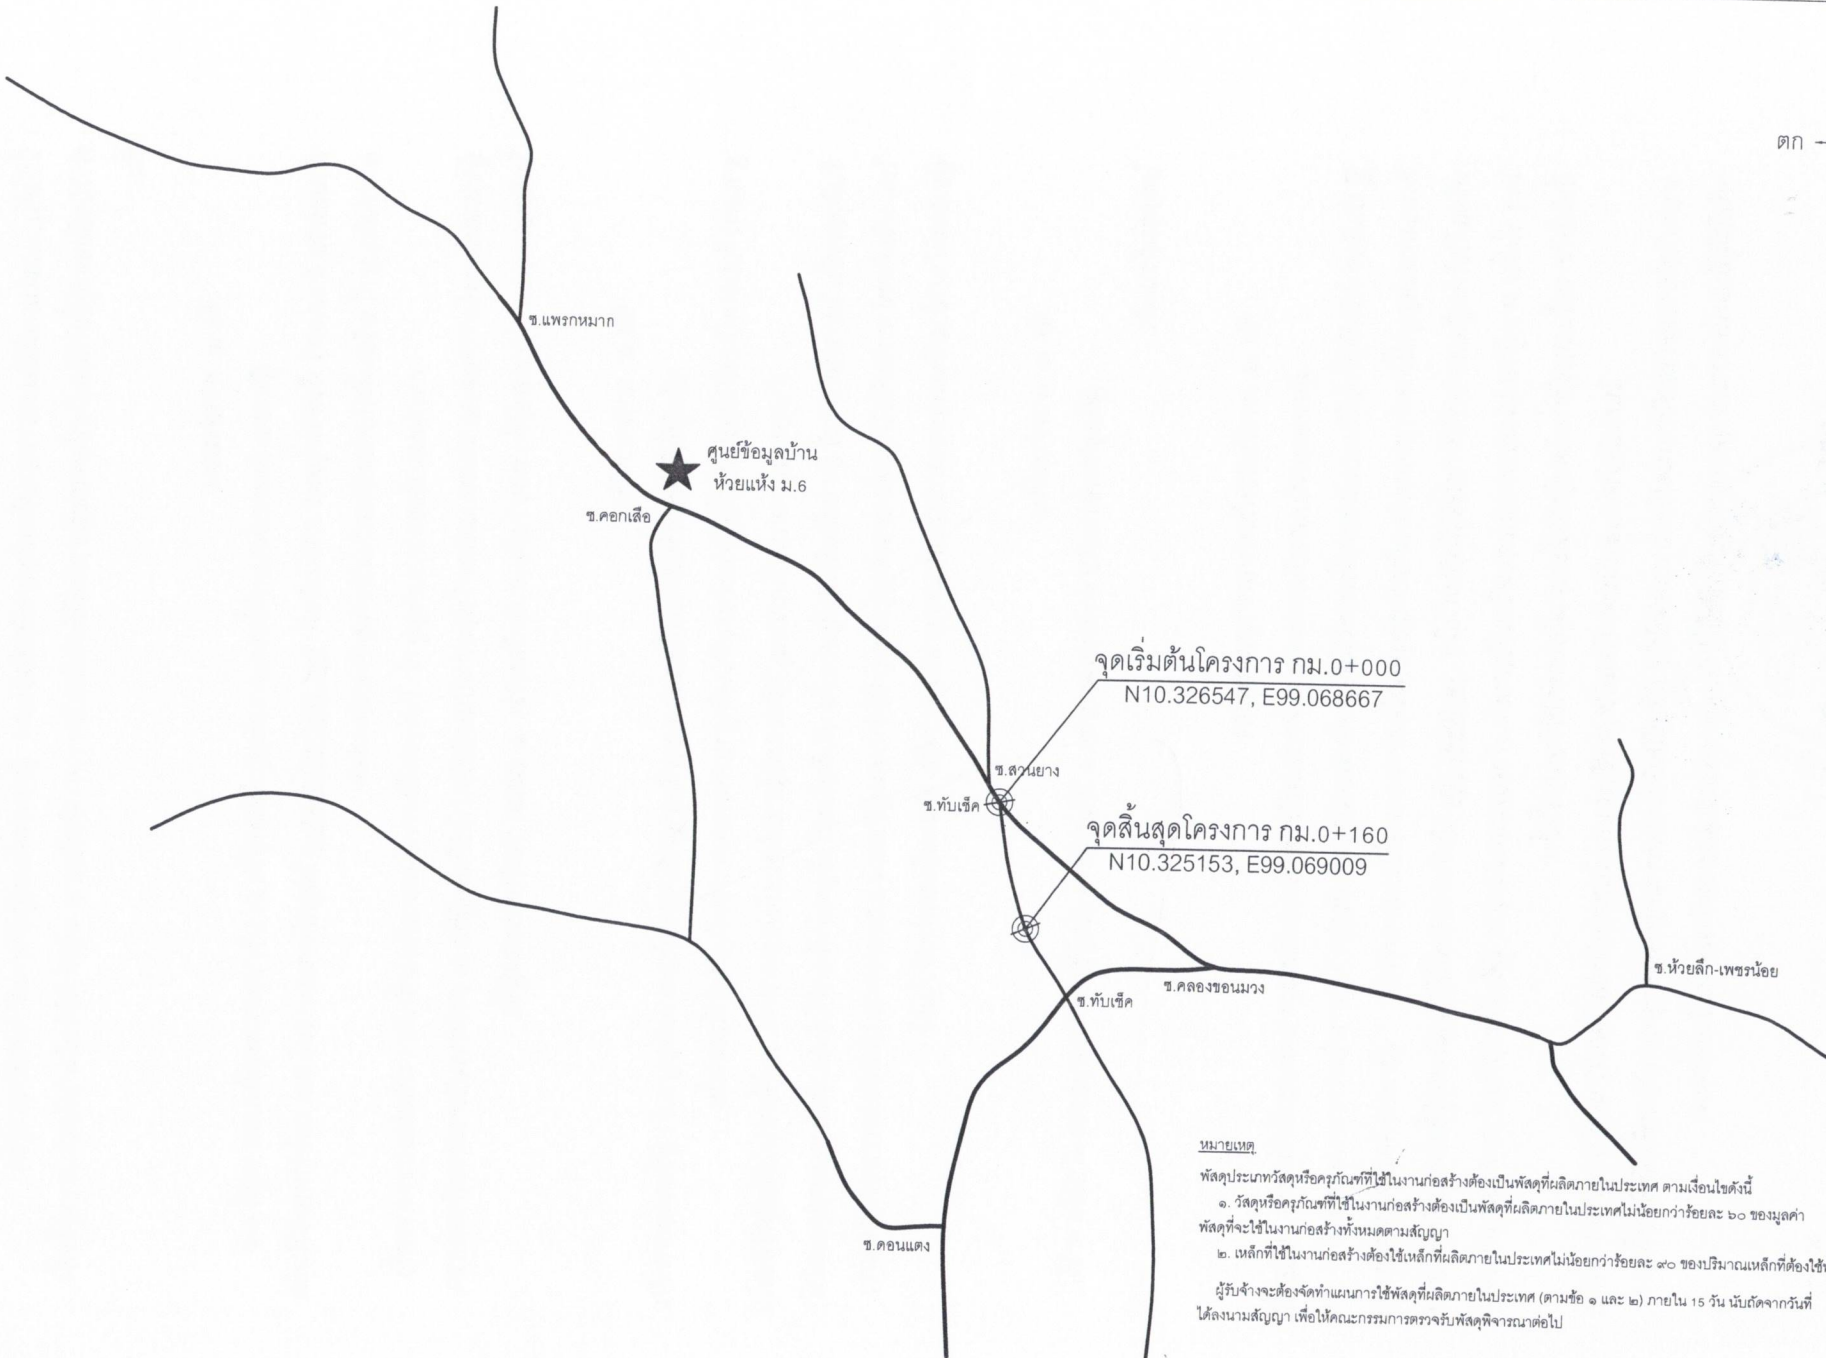 ตก
ซ.แพรกหมาก
ศูนย์ข้อมูลบ้าน
ห้วยแห้ง ม.6
ซ.คอกเสือ
จุดเริ่มต้นโครงการ กม.0+000
N10.326547, E99.068667
ซ.สวนยาง
ซ.ทับเช็ค
จุดสิ้นสุดโครงการ กม.0+160
N10.325153, E99.069009
ซ.ห้วยลึก-เพชรน้อย
ซ.คลองขอนมวง
ซ.ทับเช็ค
ซ.ดอนแตง
หมายเหตุ
พัสดุประเภทวัสดุหรือครุภัณฑ์ที่ใช้ในงานก่อสร้างต้องเป็นพัสดุที่ผลิตภายในประเทศ ตามเงื่อนไขดังนี้
๑. วัสดุหรือครุภัณฑ์ที่ใช้ในงานก่อสร้างต้องเป็นพัสดุที่ผลิตภายในประเทศไม่น้อยกว่าร้อยละ ๖๐ ของมูลค่า
พัสดุที่จะใช้ในงานก่อสร้างทั้งหมดตามสัญญา
๒. เหล็กที่ใช้ในงานก่อสร้างต้องใช้เหล็กที่ผลิตภายในประเทศไม่น้อยกว่าร้อยละ ๙๐ ของปริมาณเหล็กที่ต้องใช้
ผู้รับจ้างจะต้องจัดทำแผนการใช้พัสดุที่ผลิตภายในประเทศ (ตามข้อ ๑ และ ๒) ภายใน 15 วัน นับถัดจากวันที่
ได้ลงนามสัญญา เพื่อให้คณะกรรมการตรวจรับพัสดุพิจารณาต่อไป